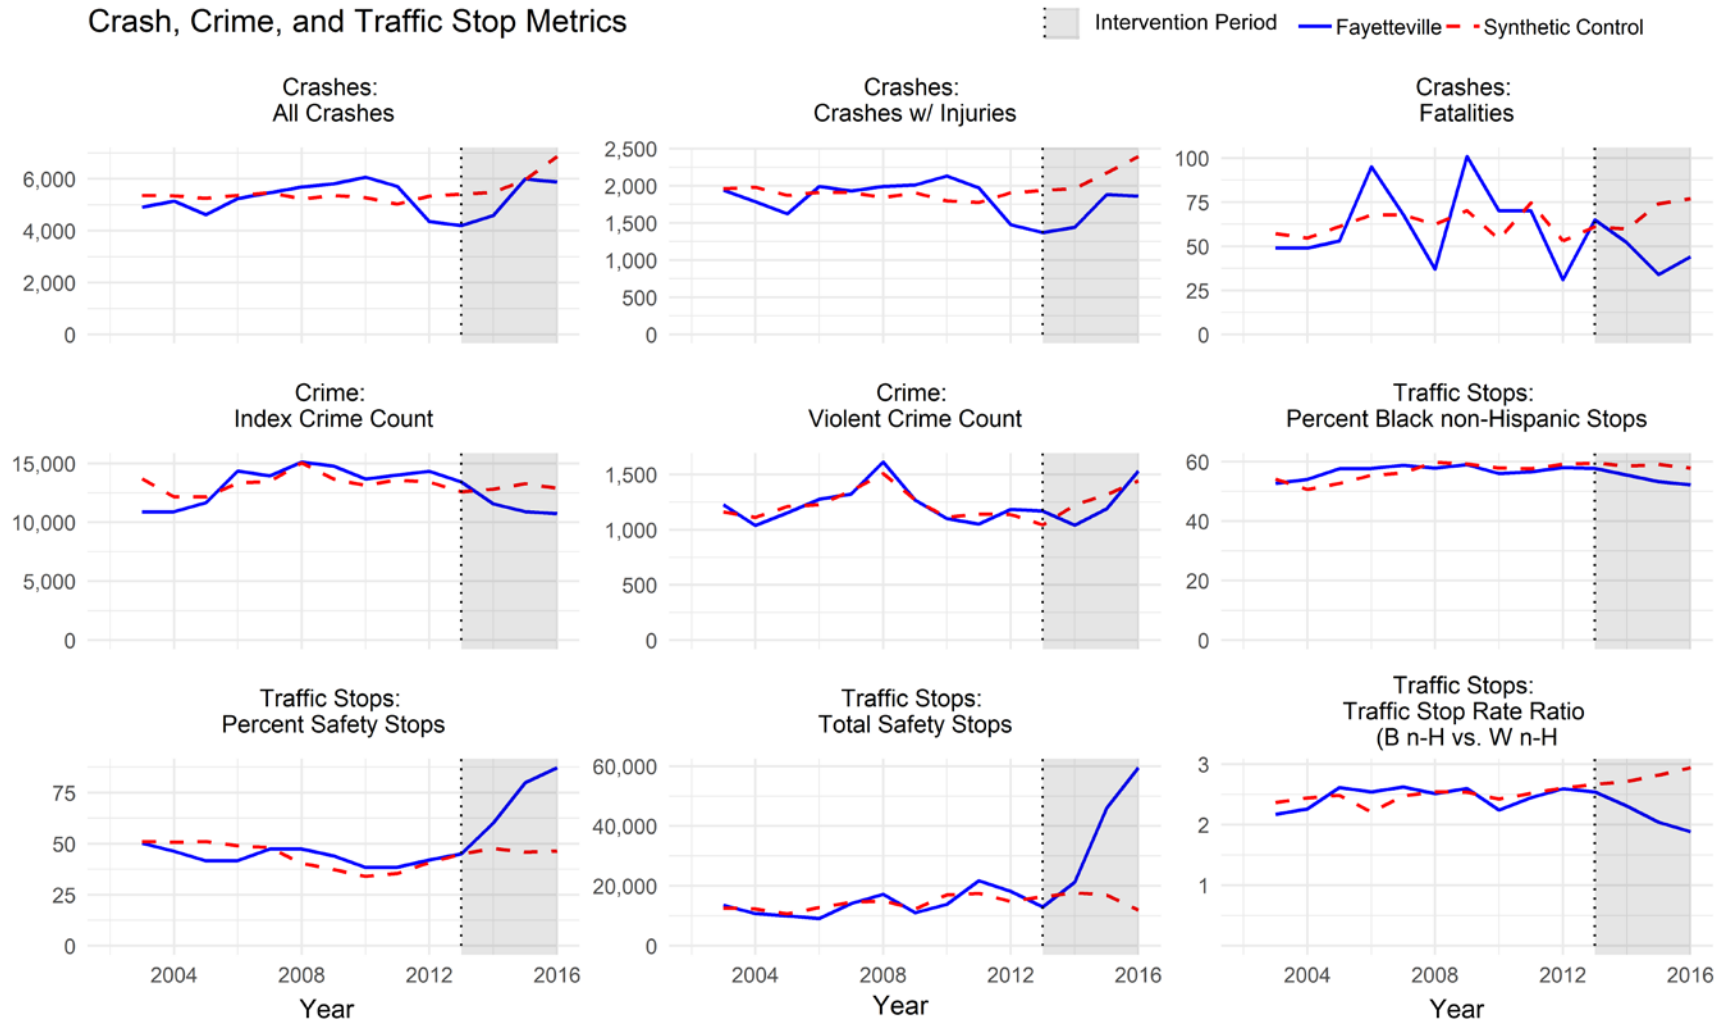 Crash, Crime, and Traffic Stop Metrics
Intervention Period
Fayetteville
Synthetic Control
Crashes:
All Crashes
6,000
4,000
2,000
0
Crashes:
Crashes w/ Injuries
2,500
2,000
1,500
1,000
500
0
Crashes:
Fatalities
100
75
50
25
0
Crime:
Index Crime Count
15,000
10,000
5,000
0
Crime:
Violent Crime Count
1,500
1,000
500
0
Traffic Stops:
Percent Black non-Hispanic Stops
60
40
20
0
Traffic Stops:
Percent Safety Stops
75
50
25
0
2004 2008 2012 2016
Year
Traffic Stops:
Total Safety Stops
60,000
40,000
20,000
0
2004 2008 2012 2016
Year
Traffic Stops:
Traffic Stop Rate Ratio
(B n-H vs. W n-H
3
2
1
2004 2008 2012 2016
Year